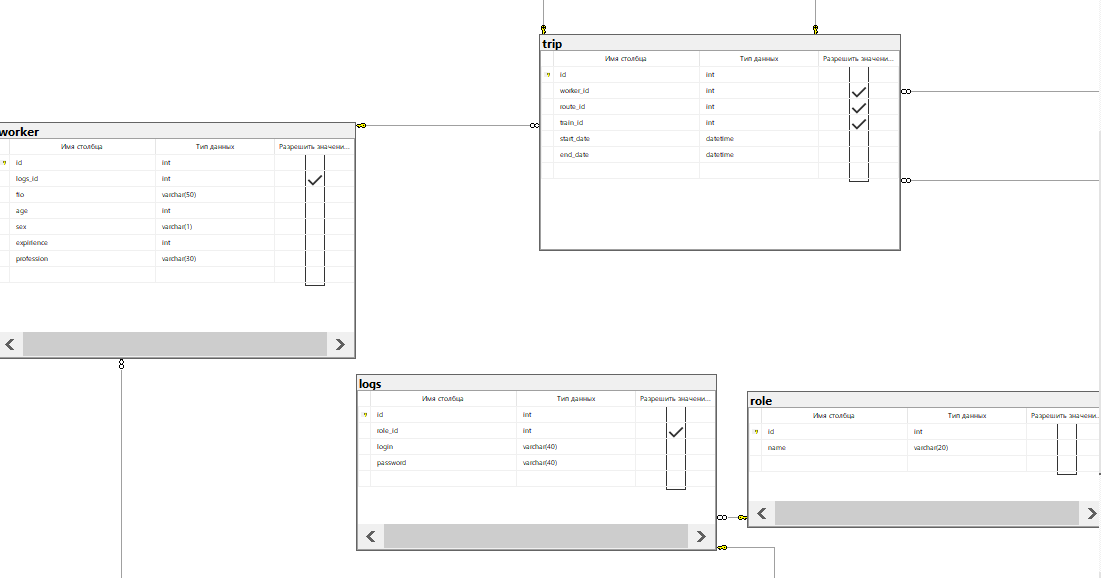 trip
Имя столбца Тип данных Разрешить значени...
id int
worker_id int
route_id int
train_id int
start_date datetime
end_date datetime
worker
Имя столбца Тип данных Разрешить значени...
id int
logs_id int
fio varchar(50)
age int
sex varchar(1)
expirience int
profession varchar(30)
logs
Имя столбца Тип данных Разрешить значени...
id int
role_id int
login varchar(40)
password varchar(40)
role
Имя столбца Тип данных Разрешить значени...
id int
name varchar(20)